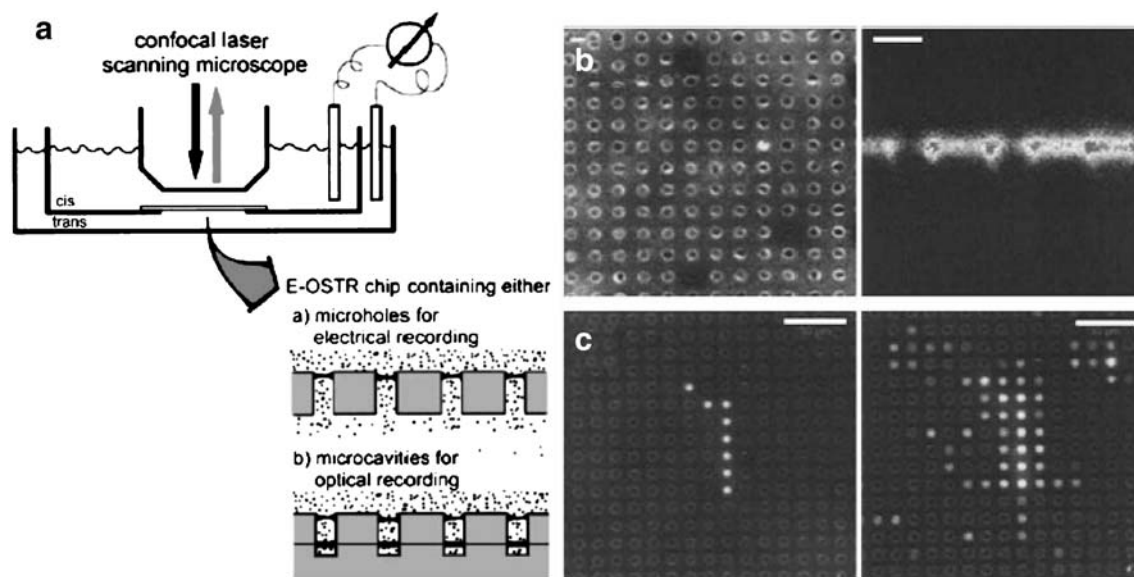 a
confocal laser
scanning microscope
cis
trans
E-OSTR chip containing either
a) microholes for
electrical recording
b) microcavities for
optical recording
b
c